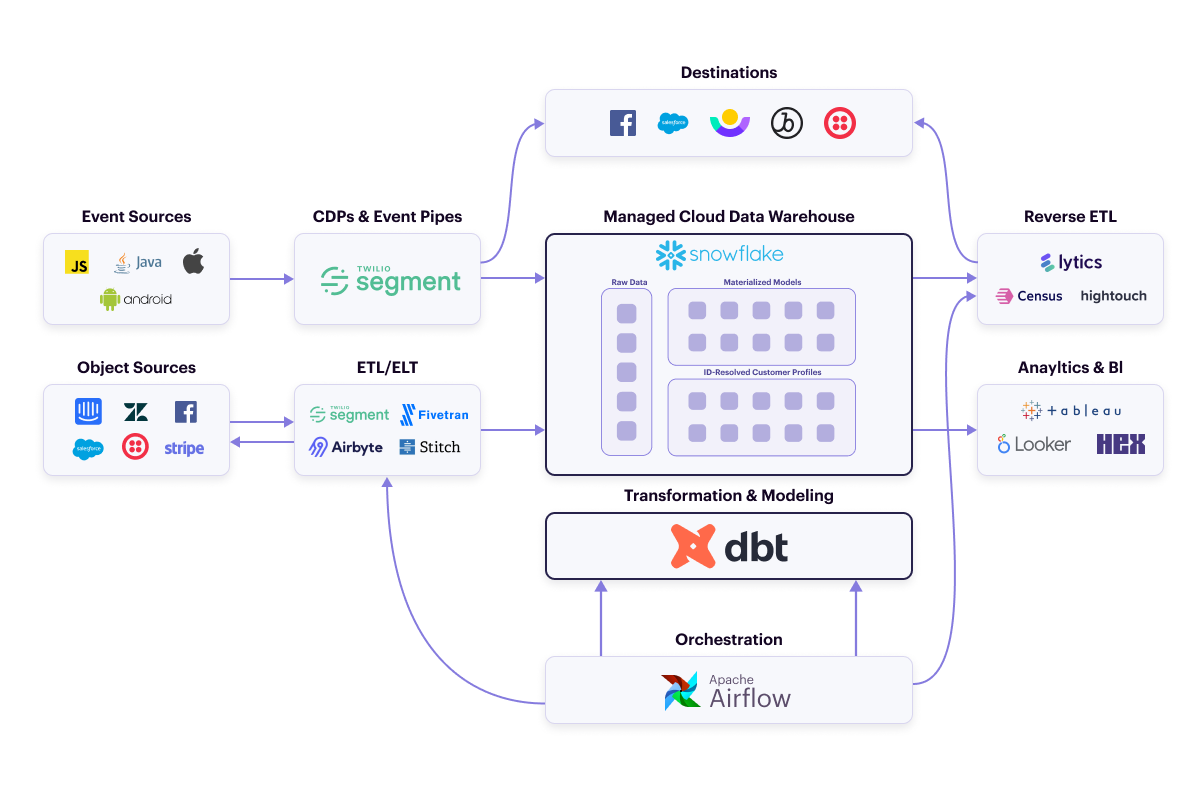 Destinations
salesforce
Event Sources
CDPs & Event Pipes
Managed Cloud Data Warehouse
Reverse ETL
JS
Java
android
TWILIO
segment
snowflake
Raw Data
Materialized Models
ID-Resolved Customer Profiles
lytics
Census
hightouch
Object Sources
ETL/ELT
Anayltics & BI
salesforce
stripe
TWILIO
segment
Fivetran
Airbyte
Stitch
+ableau
Looker
HEX
Transformation & Modeling
dbt
Orchestration
Apache
Airflow